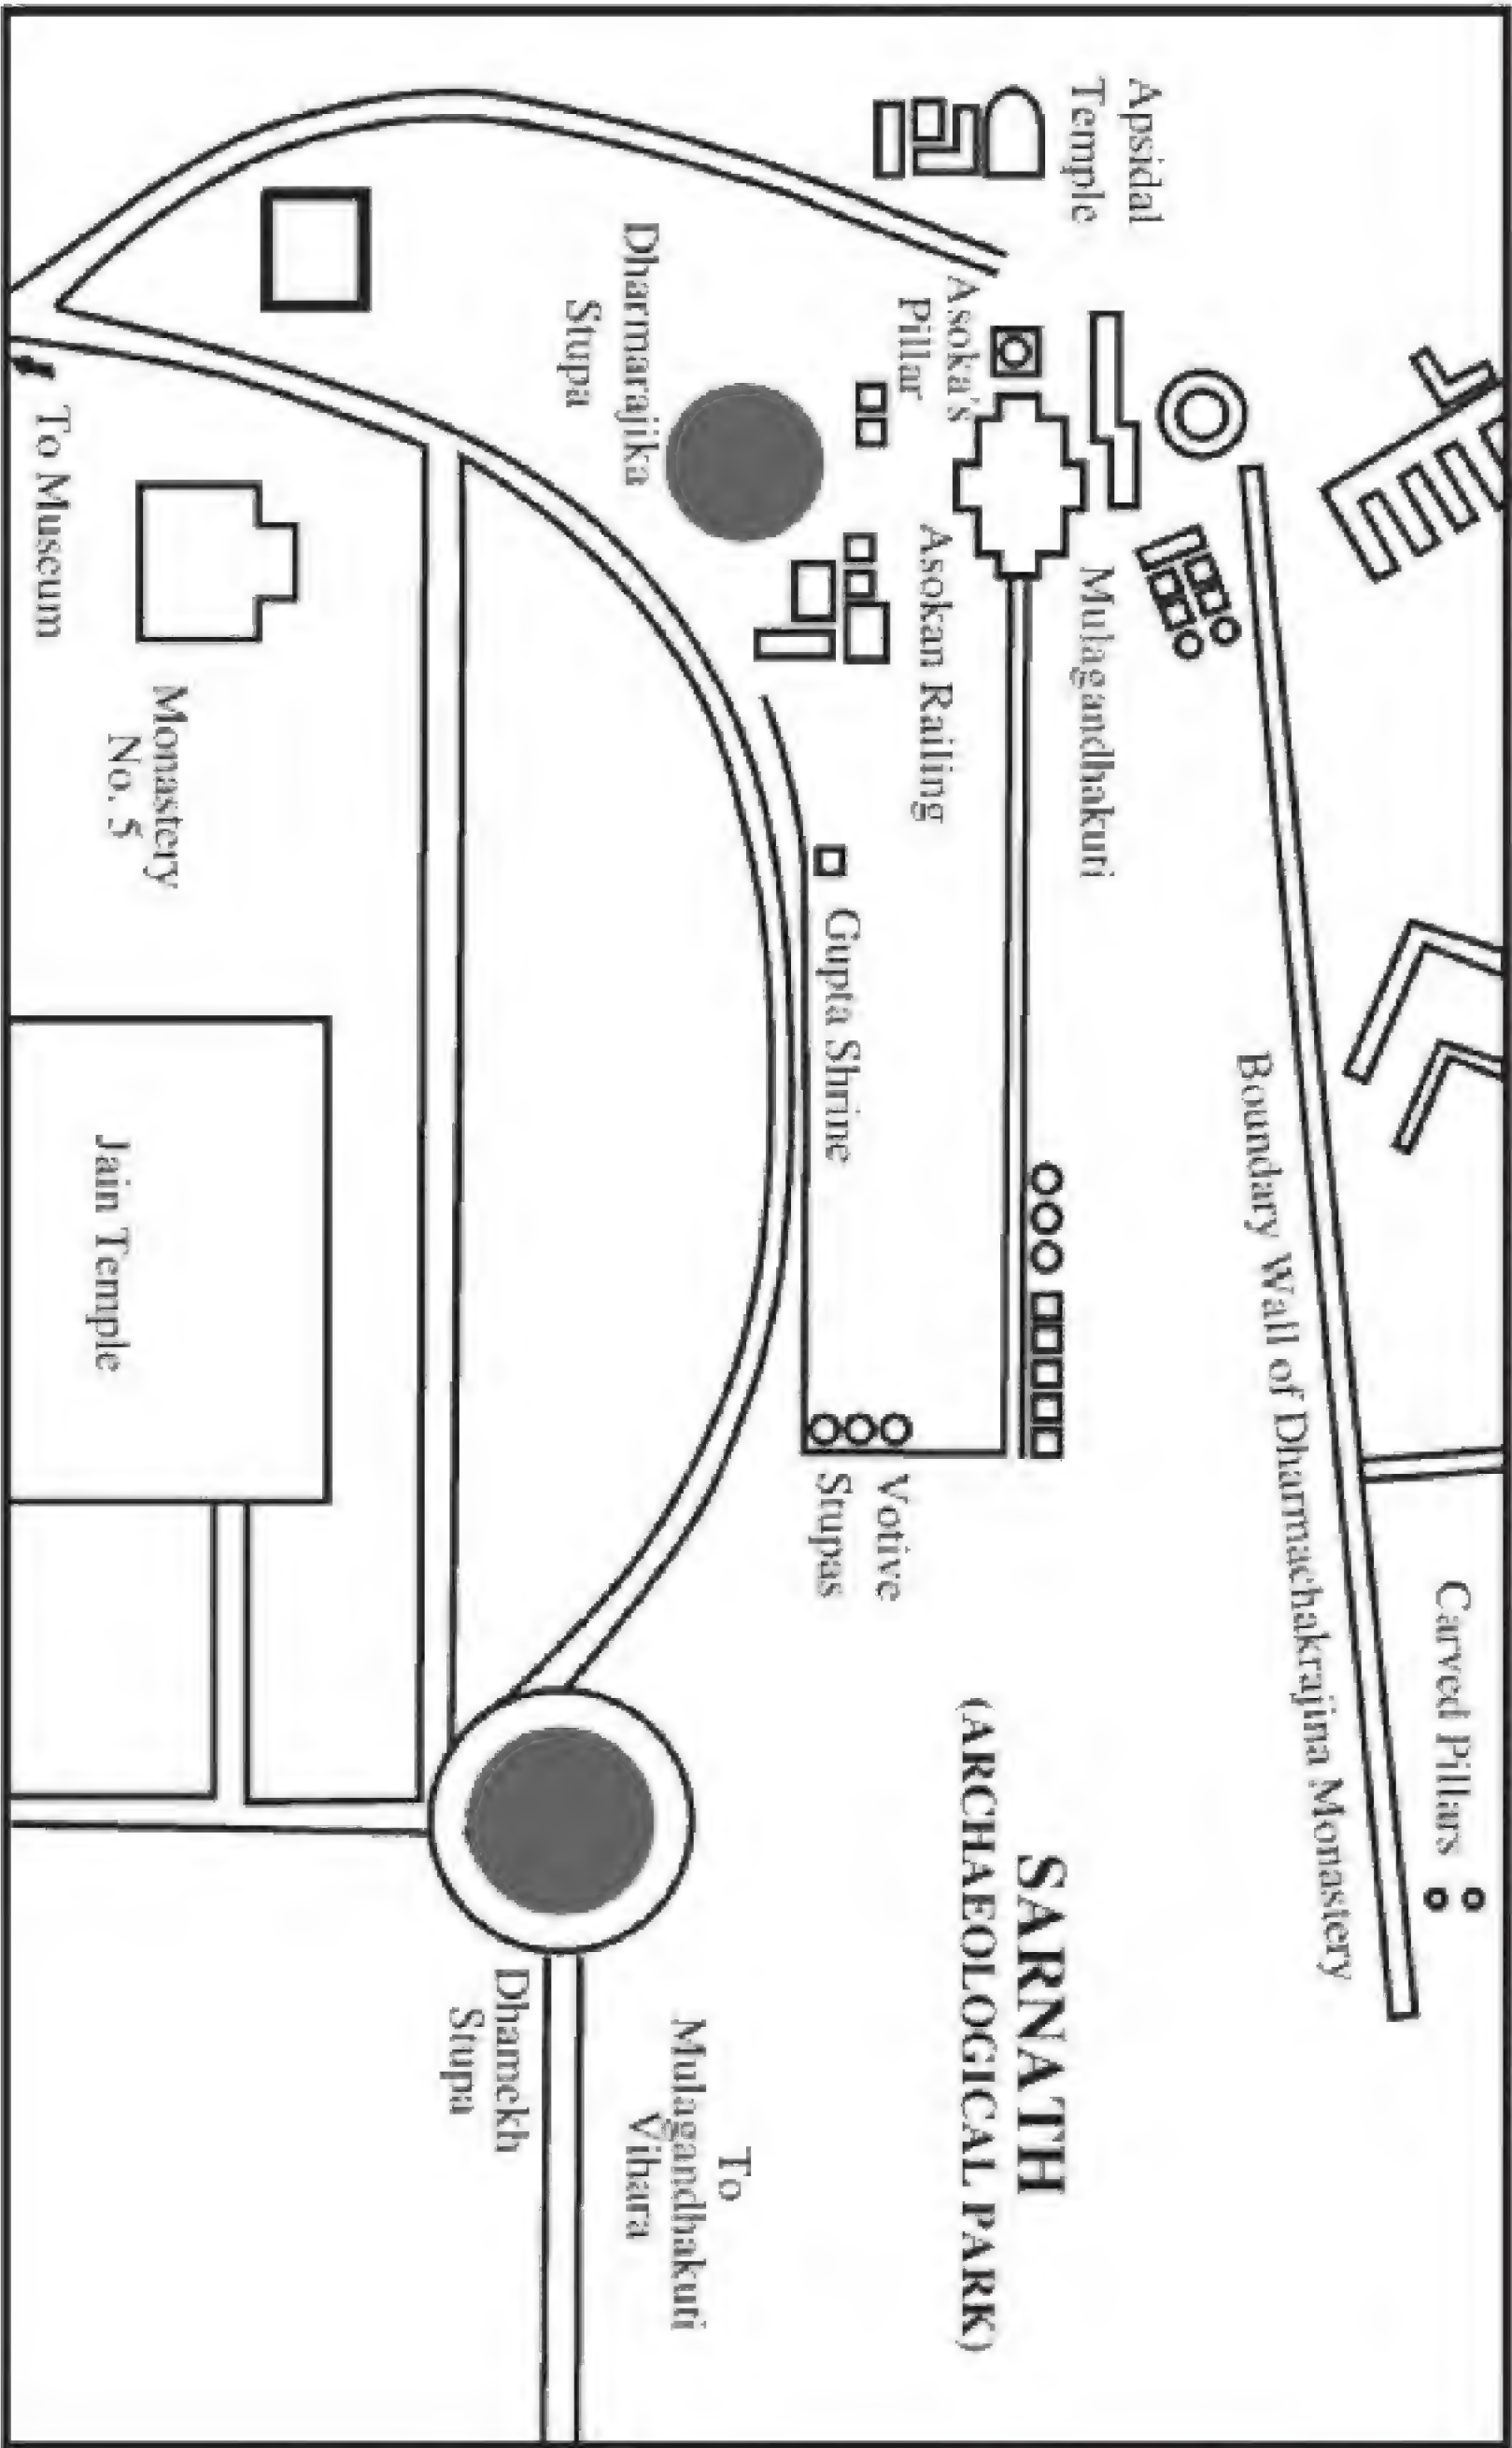 SARNATH
(ARCHAEOLOGICAL PARK)
Carved Pillars
Boundary Wall of Dharmachakrajina Monastery
Apsidal
Temple
Mulagandhakuti
Asoka's
Pillar
Asokan Railing
Gupta Shrine
Votive
Stupas
Dharmarajika
Stupa
To
Mulagandhakuti
Vihara
Dhamekh
Stupa
Monastery
No. 5
Jain Temple
To Museum